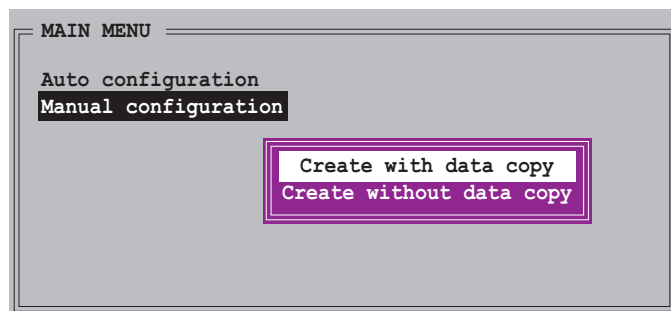 MAIN MENU
Auto configuration
Manual configuration
Create with data copy
Create without data copy